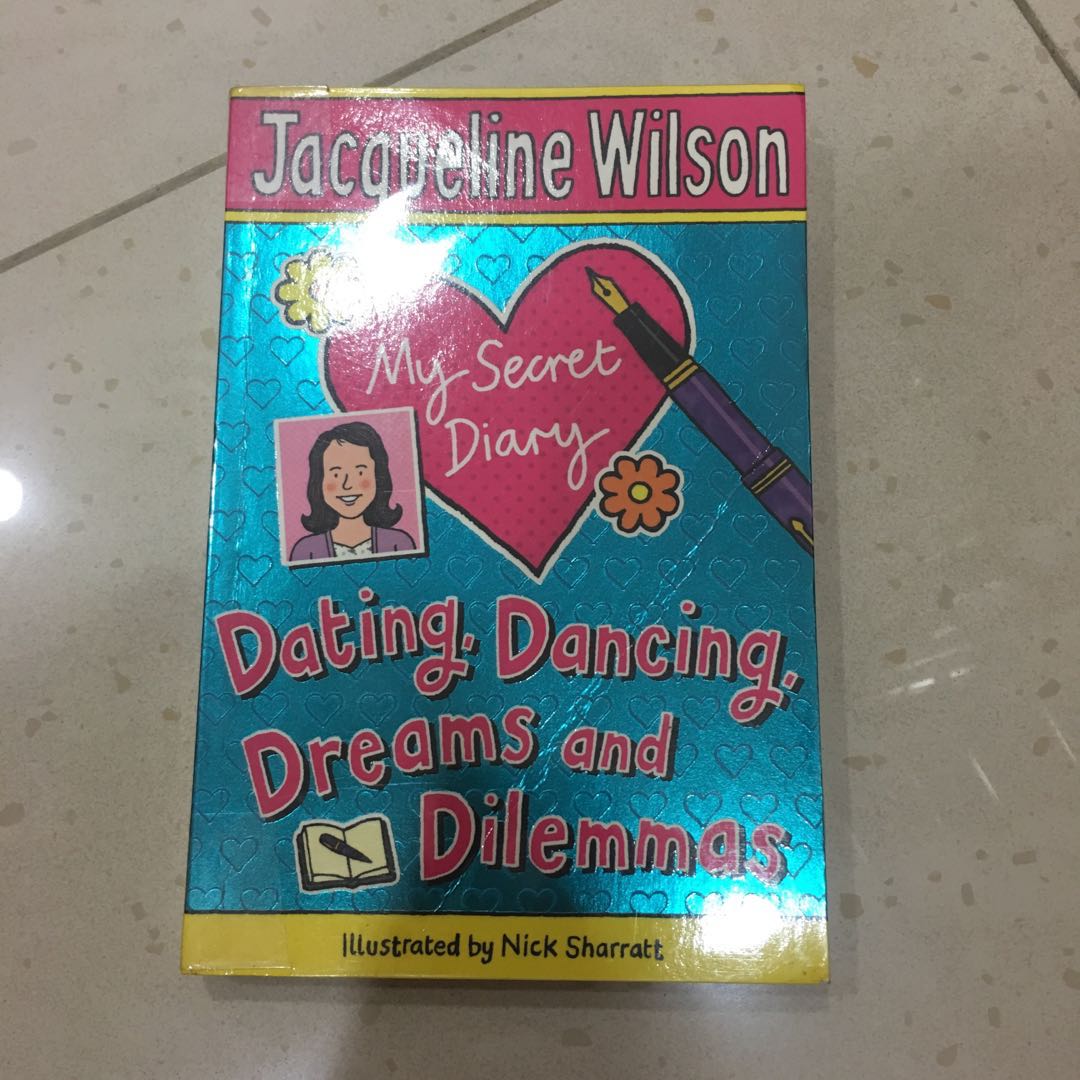 Jacqueline Wilson
My Secret
Diary
Dating, Dancing,
Dreams and
Dilemmas
Illustrated by Nick Sharratt